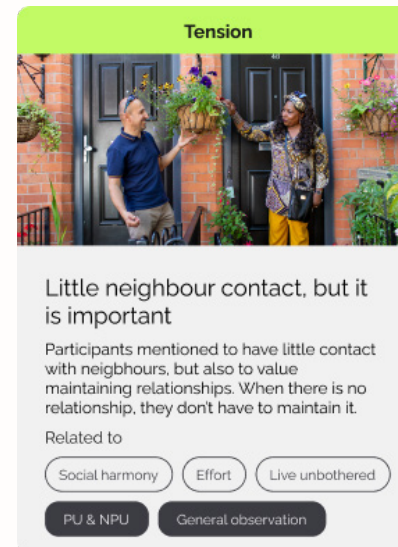 Tension
Little neighbour contact, but it
is important
Participants mentioned to have little contact
with neigbhours, but also to value
maintaining relationships. When there is no
relationship, they don't have to maintain it.
Related to
Social harmony Effort Live unbothered
PU & NPU General observation